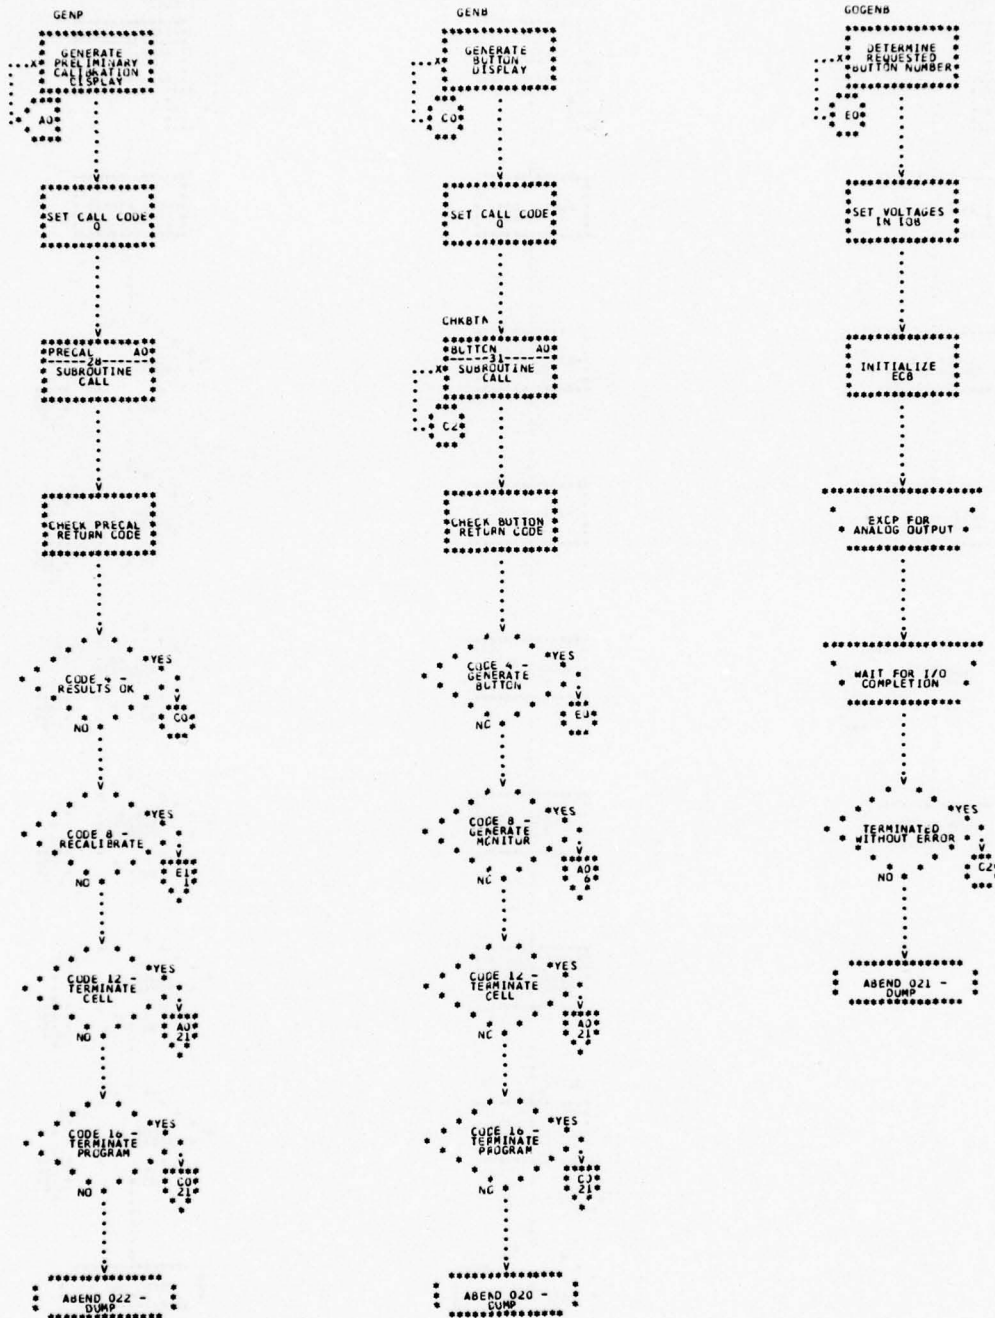 GENP
GENERATE
PRELIMINARY
CALIBRATION
DISPLAY
X
A0
SET CALL CODE
0
PRECAL A0
28
SUBROUTINE
CALL
CHECK PRECAL
RETURN CODE
CODE 4 -
RESULTS OK
YES
C0
NO
CODE 8 -
RECALIBRATE
YES
E1
1
NO
CODE 12 -
TERMINATE
CELL
YES
A0
21
NO
CODE 16 -
TERMINATE
PROGRAM
YES
C0
21
NO
ABEND 022 -
DUMP
GENB
GENERATE
BUTTON
DISPLAY
X
C0
SET CALL CODE
0
CHKBTN
BUTTON A0
31
X
SUBROUTINE
CALL
C2
CHECK BUTTON
RETURN CODE
CODE 4 -
GENERATE
BUTTON
YES
E0
NO
CODE 8 -
GENERATE
MONITOR
YES
A0
6
NO
CODE 12 -
TERMINATE
CELL
YES
A0
21
NO
CODE 16 -
TERMINATE
PROGRAM
YES
C0
21
NO
ABEND 020 -
DUMP
GOGENB
DETERMINE
REQUESTED
BUTTON NUMBER
X
E0
SET VOLTAGES
IN IOB
INITIALIZE
ECB
EXCP FOR
ANALOG OUTPUT
WAIT FOR I/O
COMPLETION
TERMINATED
WITHOUT ERROR
YES
C2
NO
ABEND 021 -
DUMP